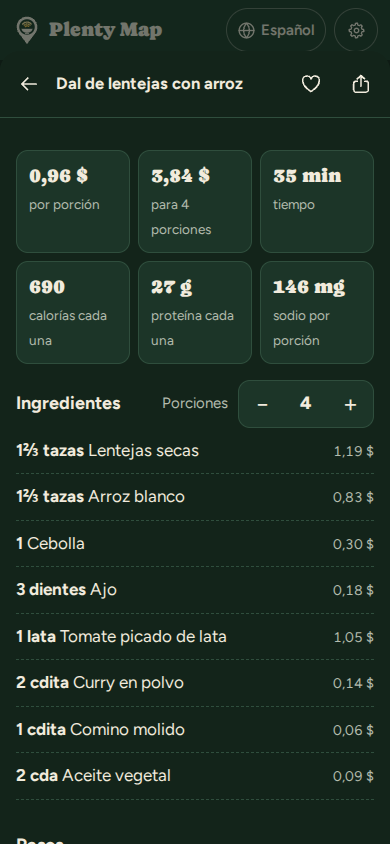 Plenty Map
Español
Dal de lentejas con arroz
0,96 $
por porción
3,84 $
para 4
porciones
35 min
tiempo
690
calorías cada
una
27 g
proteína cada
una
146 mg
sodio por
porción
Ingredientes
Porciones
− 4 +
1⅔ tazas Lentejas secas 1,19 $
1⅔ tazas Arroz blanco 0,83 $
1 Cebolla 0,30 $
3 dientes Ajo 0,18 $
1 lata Tomate picado de lata 1,05 $
2 cdita Curry en polvo 0,14 $
1 cdita Comino molido 0,06 $
2 cda Aceite vegetal 0,09 $